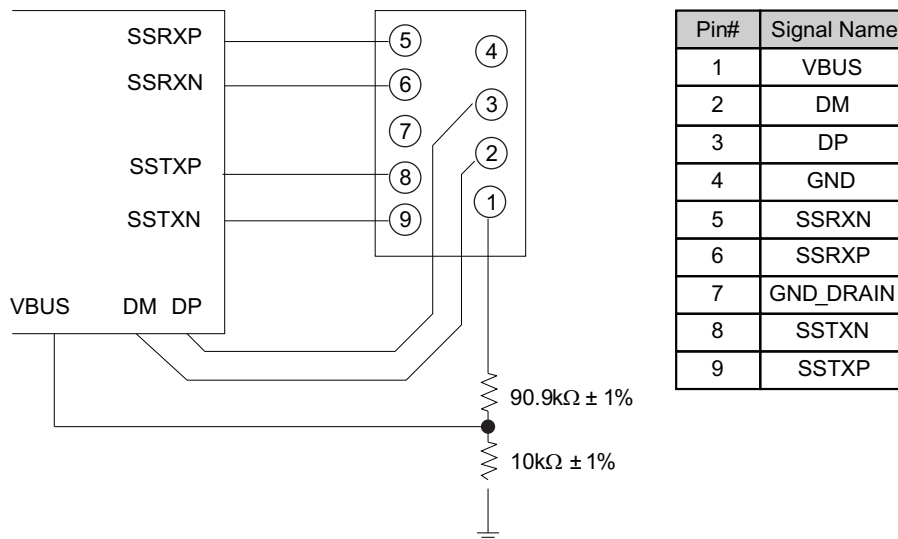 SSRXP
SSRXN
SSTXP
SSTXN
VBUS DM DP
5
6
7
8
9
4
3
2
1
90.9kΩ ± 1%
10kΩ ± 1%
Pin# Signal Name
1 VBUS
2 DM
3 DP
4 GND
5 SSRXN
6 SSRXP
7 GND_DRAIN
8 SSTXN
9 SSTXP